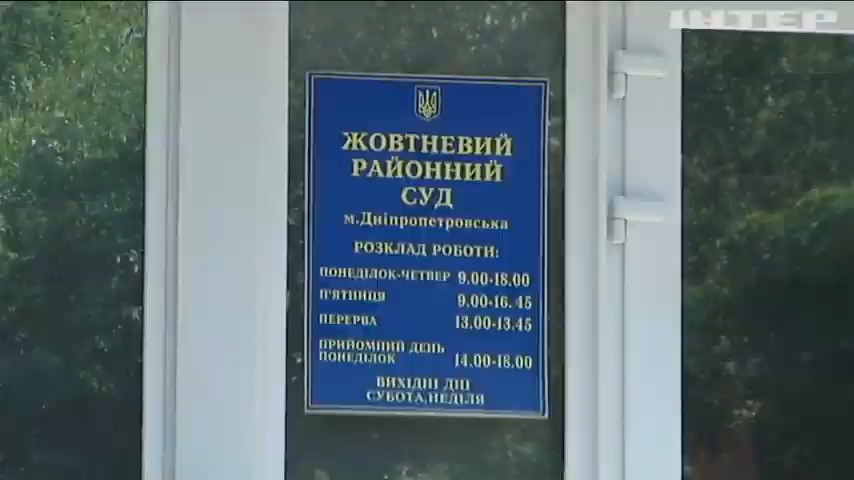 ІНТЕР
ЖОВТНЕВИЙ
РАЙОННИЙ
СУД
м.Дніпропетровська
РОЗКЛАД РОБОТИ:
ПОНЕДІЛОК-ЧЕТВЕР 9.00-18.00
П'ЯТНИЦЯ 9.00-16.45
ПЕРЕРВА 13.00-13.45
ПРИЙОМНИЙ ДЕНЬ
ПОНЕДІЛОК 14.00-18.00
ВИХІДНІ ДНІ
СУБОТА,НЕДІЛЯ